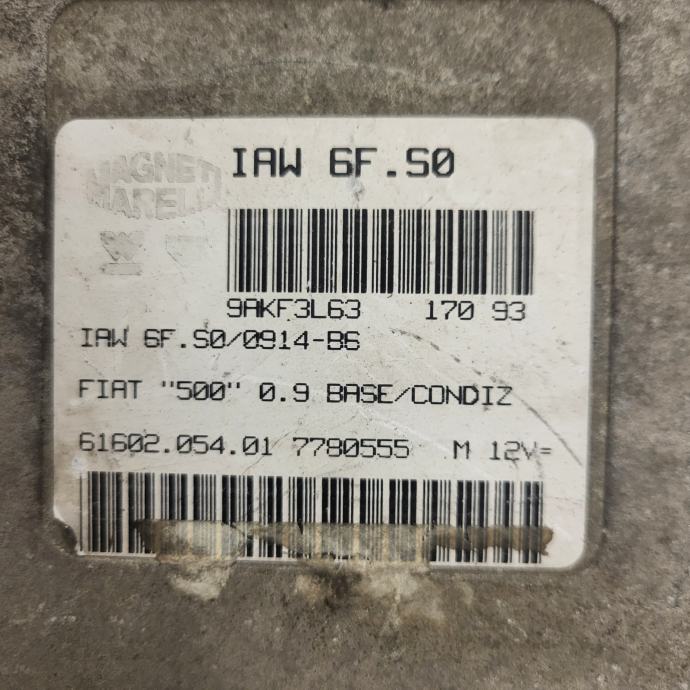 IAW 6F.S0
MAGNETI
MARELLI
9AKF3L63 170 93
IAW 6F.S0/0914-B6
FIAT "500" 0.9 BASE/CONDIZ
61602.054.01 7780555 M 12V=